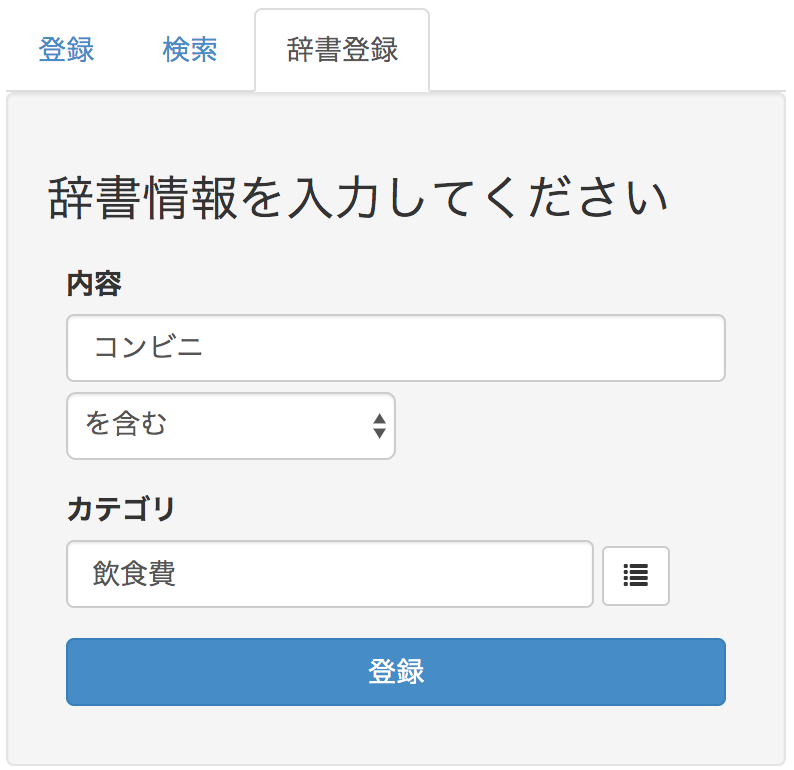 登録 検索 辞書登録
辞書情報を入力してください
内容
コンビニ
を含む
カテゴリ
飲食費
登録